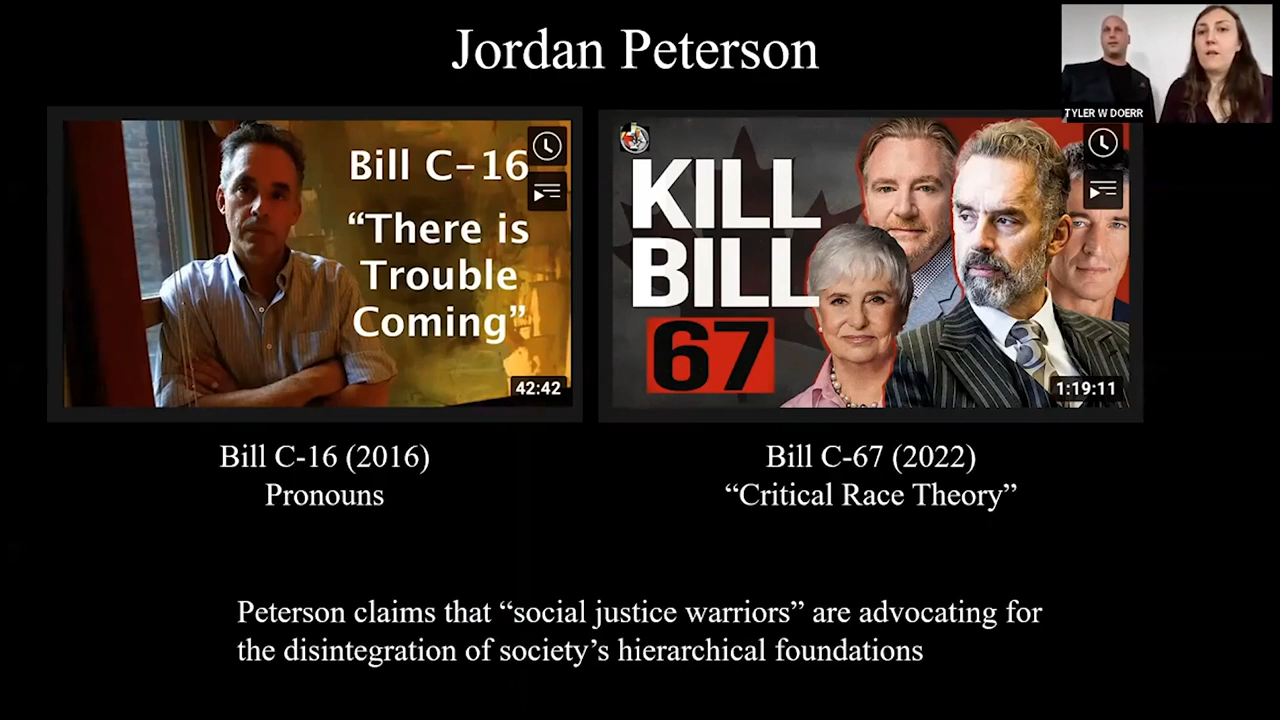 Jordan Peterson
TYLER W DOERR
Bill C-16
“There is
Trouble
Coming”
42:42
KILL
BILL
67
1:19:11
Bill C-16 (2016)
Pronouns
Bill C-67 (2022)
“Critical Race Theory”
Peterson claims that “social justice warriors” are advocating for
the disintegration of society’s hierarchical foundations